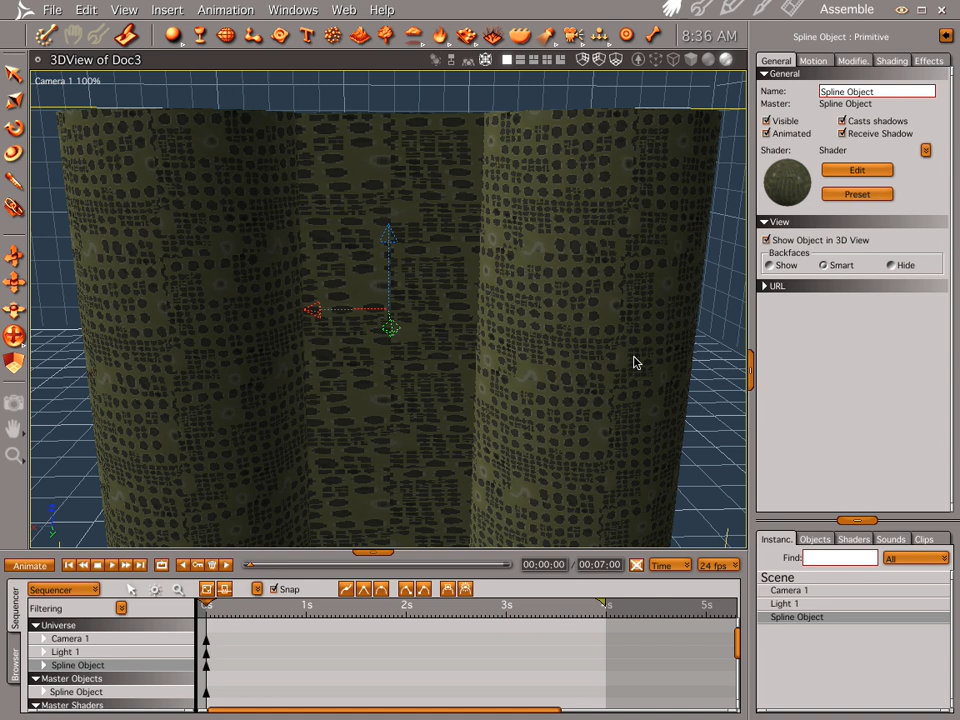 File Edit View Insert Animation Windows Web Help
Assemble
8:36 AM
Spline Object : Primitive
3DView of Doc3
Camera 1 100%
General Motion Modifie. Shading Effects
General
Name: Spline Object
Master: Spline Object
Visible Casts shadows
Animated Receive Shadow
Shader: Shader
Edit
Preset
View
Show Object in 3D View
Backfaces
Show Smart Hide
URL
Instanc. Objects Shaders Sounds Clips
Find: All
Scene
Camera 1
Light 1
Spline Object
Animate 00:00:00 / 00:07:00 Time 24 fps
Sequencer Snap
Filtering
1s 2s 3s 5s
Sequencer
Browser
Universe
Camera 1
Light 1
Spline Object
Master Objects
Spline Object
Master Shaders